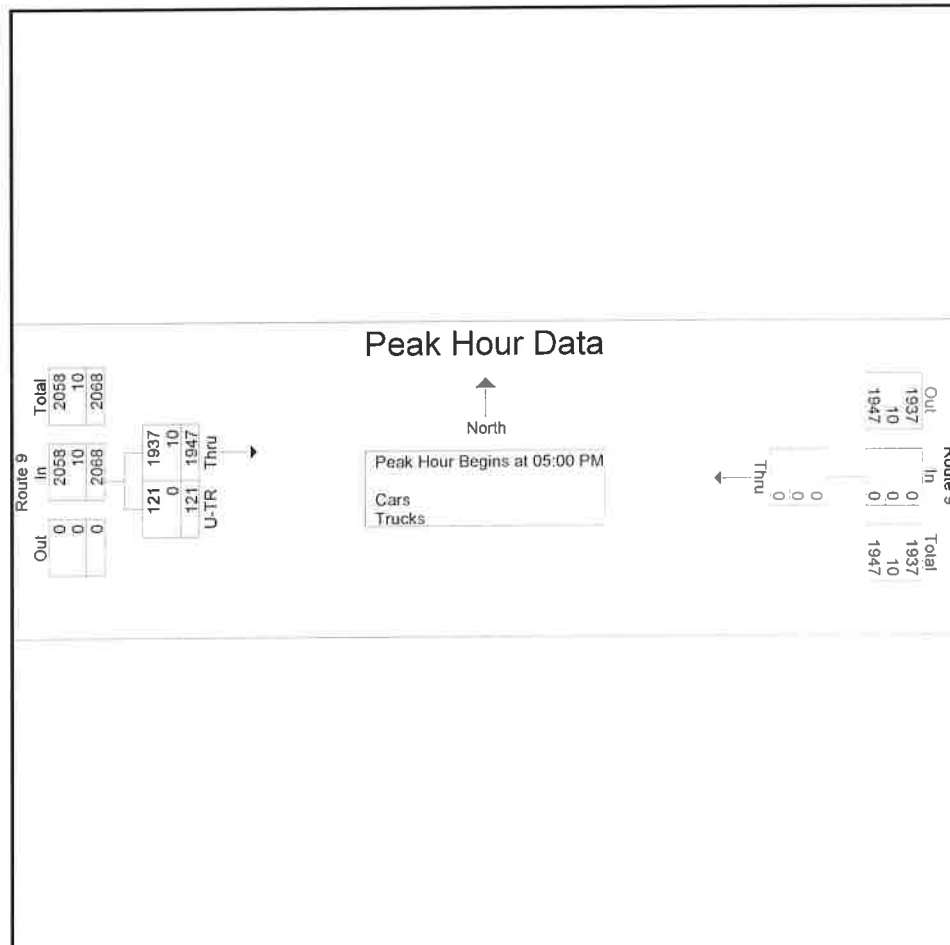 Peak Hour Data
North
Peak Hour Begins at 05:00 PM
Cars
Trucks
Route 9
Out In Total
0 2058 2058
0 10 10
0 2068 2068
121 1937
0 10
121 1947
U-TR Thru
Thru
0
0
0
Out In Total
1937 0 1937
10 0 10
1947 0 1947